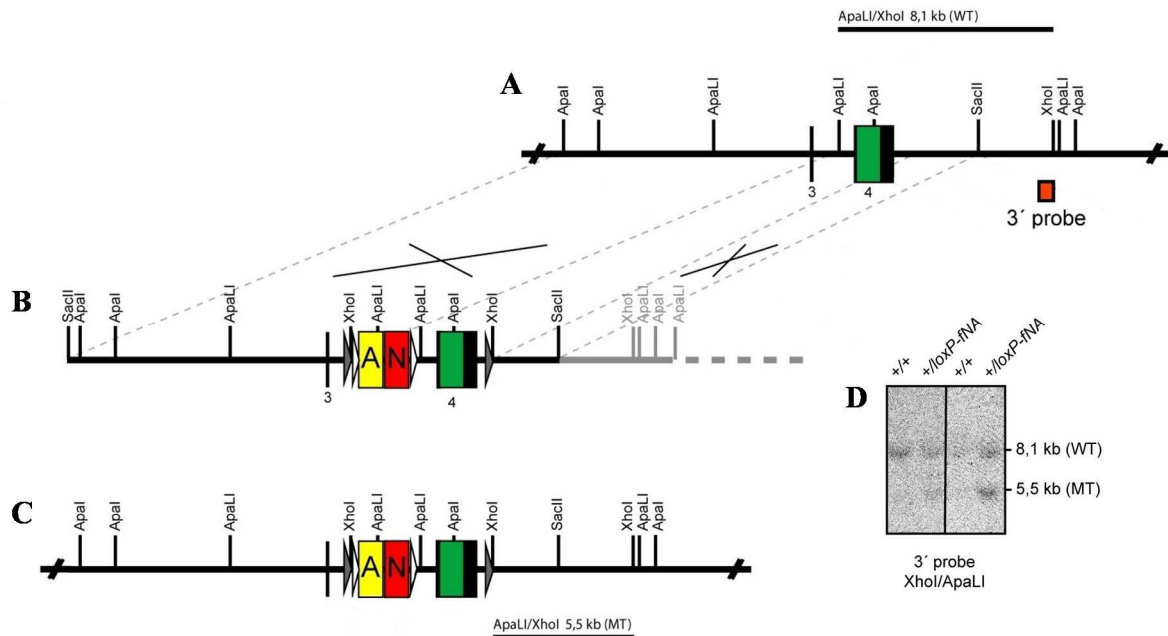 ApaLI/XhoI 8,1 kb (WT)
A
ApaI
ApaI
ApaLI
ApaLI
ApaI
SacII
XhoI
ApaLI
ApaI
3
4
3´ probe
B
SacII
ApaI
ApaI
ApaLI
XhoI
ApaLI
ApaLI
ApaI
XhoI
SacII
XhoI
ApaLI
ApaI
ApaLI
A
N
3
4
C
ApaI
ApaI
ApaLI
XhoI
ApaLI
ApaLI
ApaI
XhoI
SacII
XhoI
ApaLI
ApaI
A
N
ApaLI/XhoI 5,5 kb (MT)
D
+/+
+/loxP-fNA
+/+
+/loxP-fNA
8,1 kb (WT)
5,5 kb (MT)
3´ probe
XhoI/ApaLI